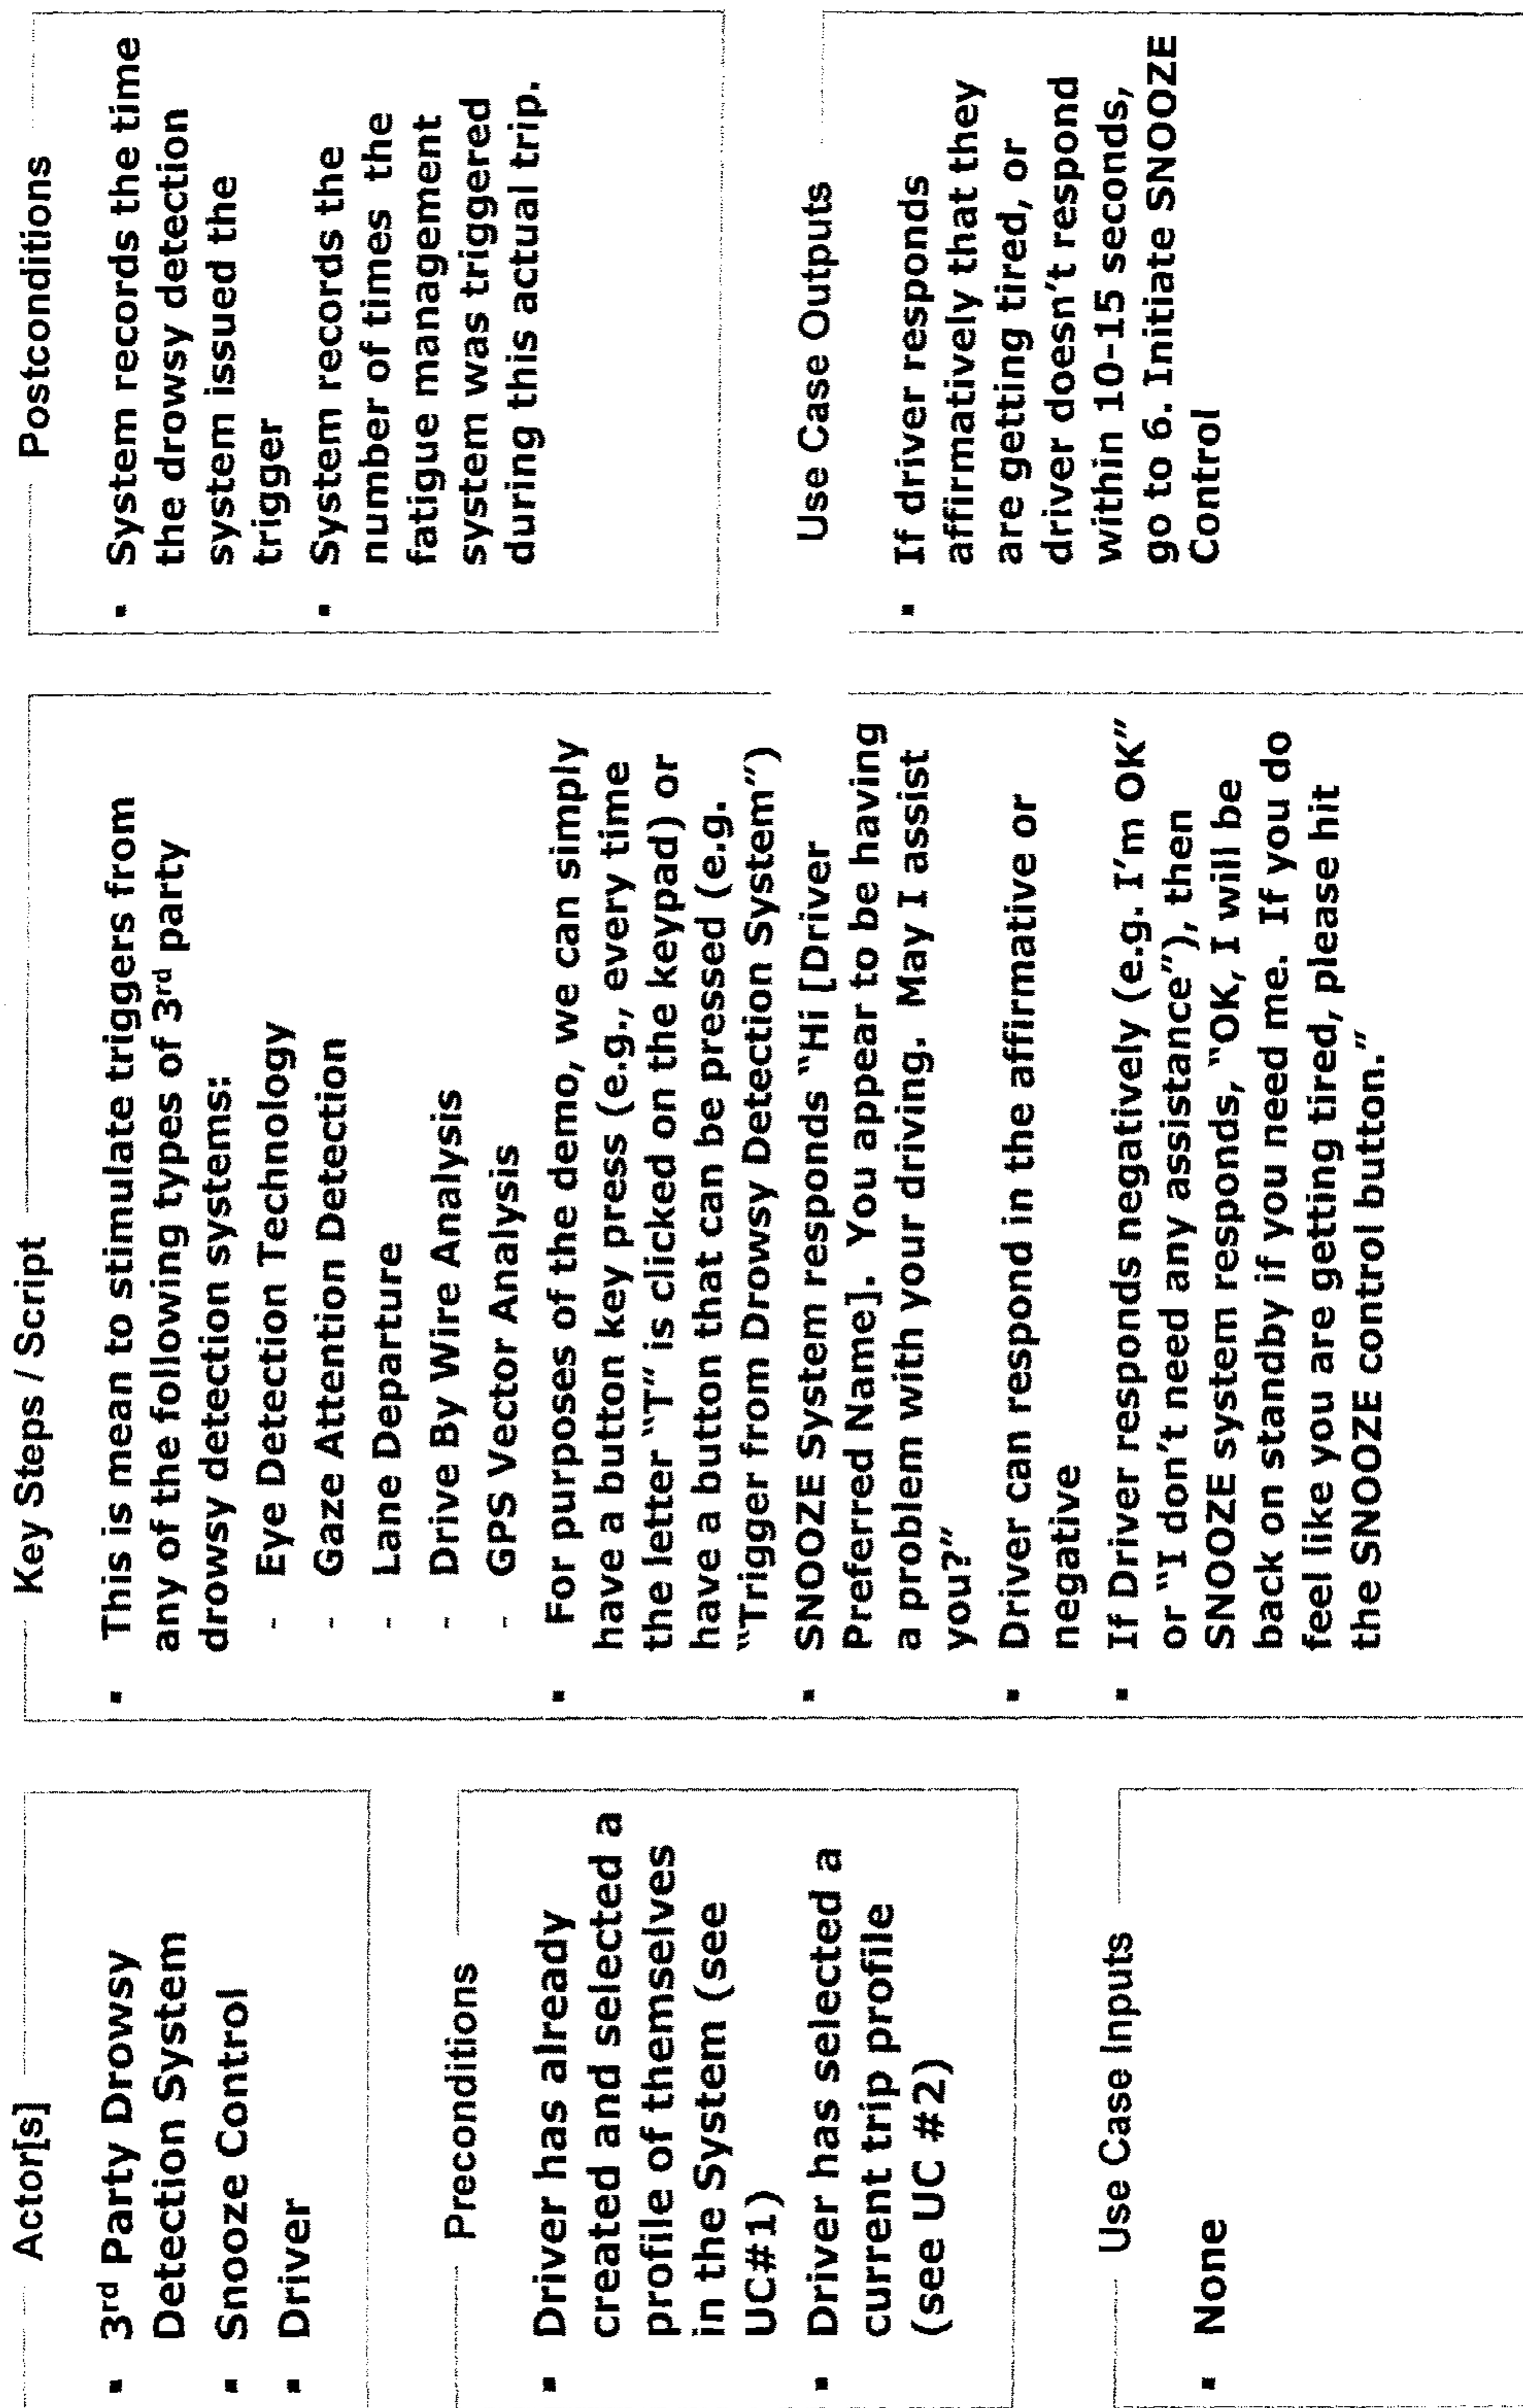 Actor[s]
▪ 3rd Party Drowsy
Detection System
▪ Snooze Control
▪ Driver
Preconditions
▪ Driver has already
created and selected a
profile of themselves
in the System (see
UC#1)
▪ Driver has selected a
current trip profile
(see UC #2)
Use Case Inputs
▪ None
Key Steps / Script
▪ This is mean to stimulate triggers from
any of the following types of 3rd party
drowsy detection systems:
- Eye Detection Technology
- Gaze Attention Detection
- Lane Departure
- Drive By Wire Analysis
- GPS Vector Analysis
▪ For purposes of the demo, we can simply
have a button key press (e.g., every time
the letter “T” is clicked on the keypad) or
have a button that can be pressed (e.g.
“Trigger from Drowsy Detection System”)
▪ SNOOZE System responds “Hi [Driver
Preferred Name]. You appear to be having
a problem with your driving. May I assist
you?”
▪ Driver can respond in the affirmative or
negative
▪ If Driver responds negatively (e.g. I’m OK”
or “I don’t need any assistance”), then
SNOOZE system responds, “OK, I will be
back on standby if you need me. If you do
feel like you are getting tired, please hit
the SNOOZE control button.”
Postconditions
▪ System records the time
the drowsy detection
system issued the
trigger
▪ System records the
number of times the
fatigue management
system was triggered
during this actual trip.
Use Case Outputs
▪ If driver responds
affirmatively that they
are getting tired, or
driver doesn’t respond
within 10-15 seconds,
go to 6. Initiate SNOOZE
Control